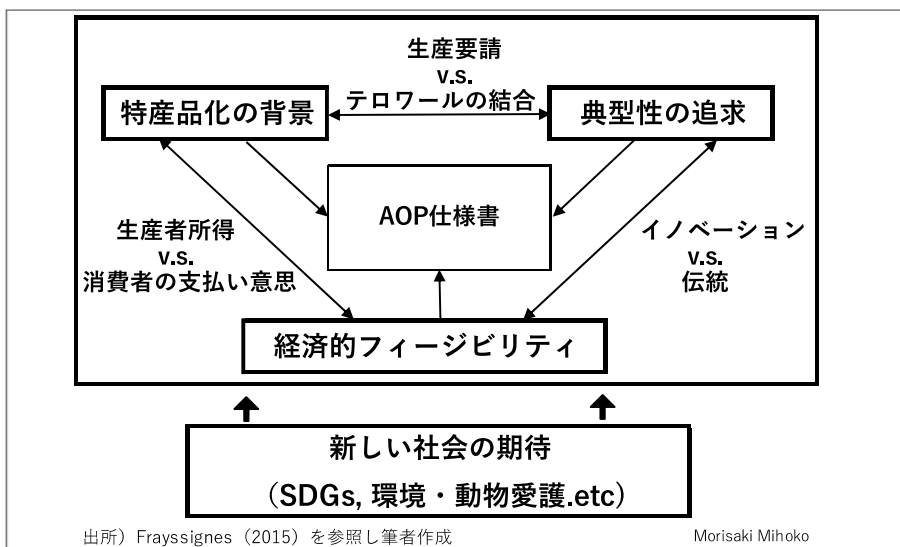 生産要請
v.s.
テロワールの結合
特産品化の背景
典型性の追求
AOP仕様書
生産者所得
v.s.
消費者の支払い意思
イノベーション
v.s.
伝統
経済的フィージビリティ
新しい社会の期待
（SDGs, 環境・動物愛護.etc）
出所）Frayssignes（2015）を参照し筆者作成
Morisaki Mihoko